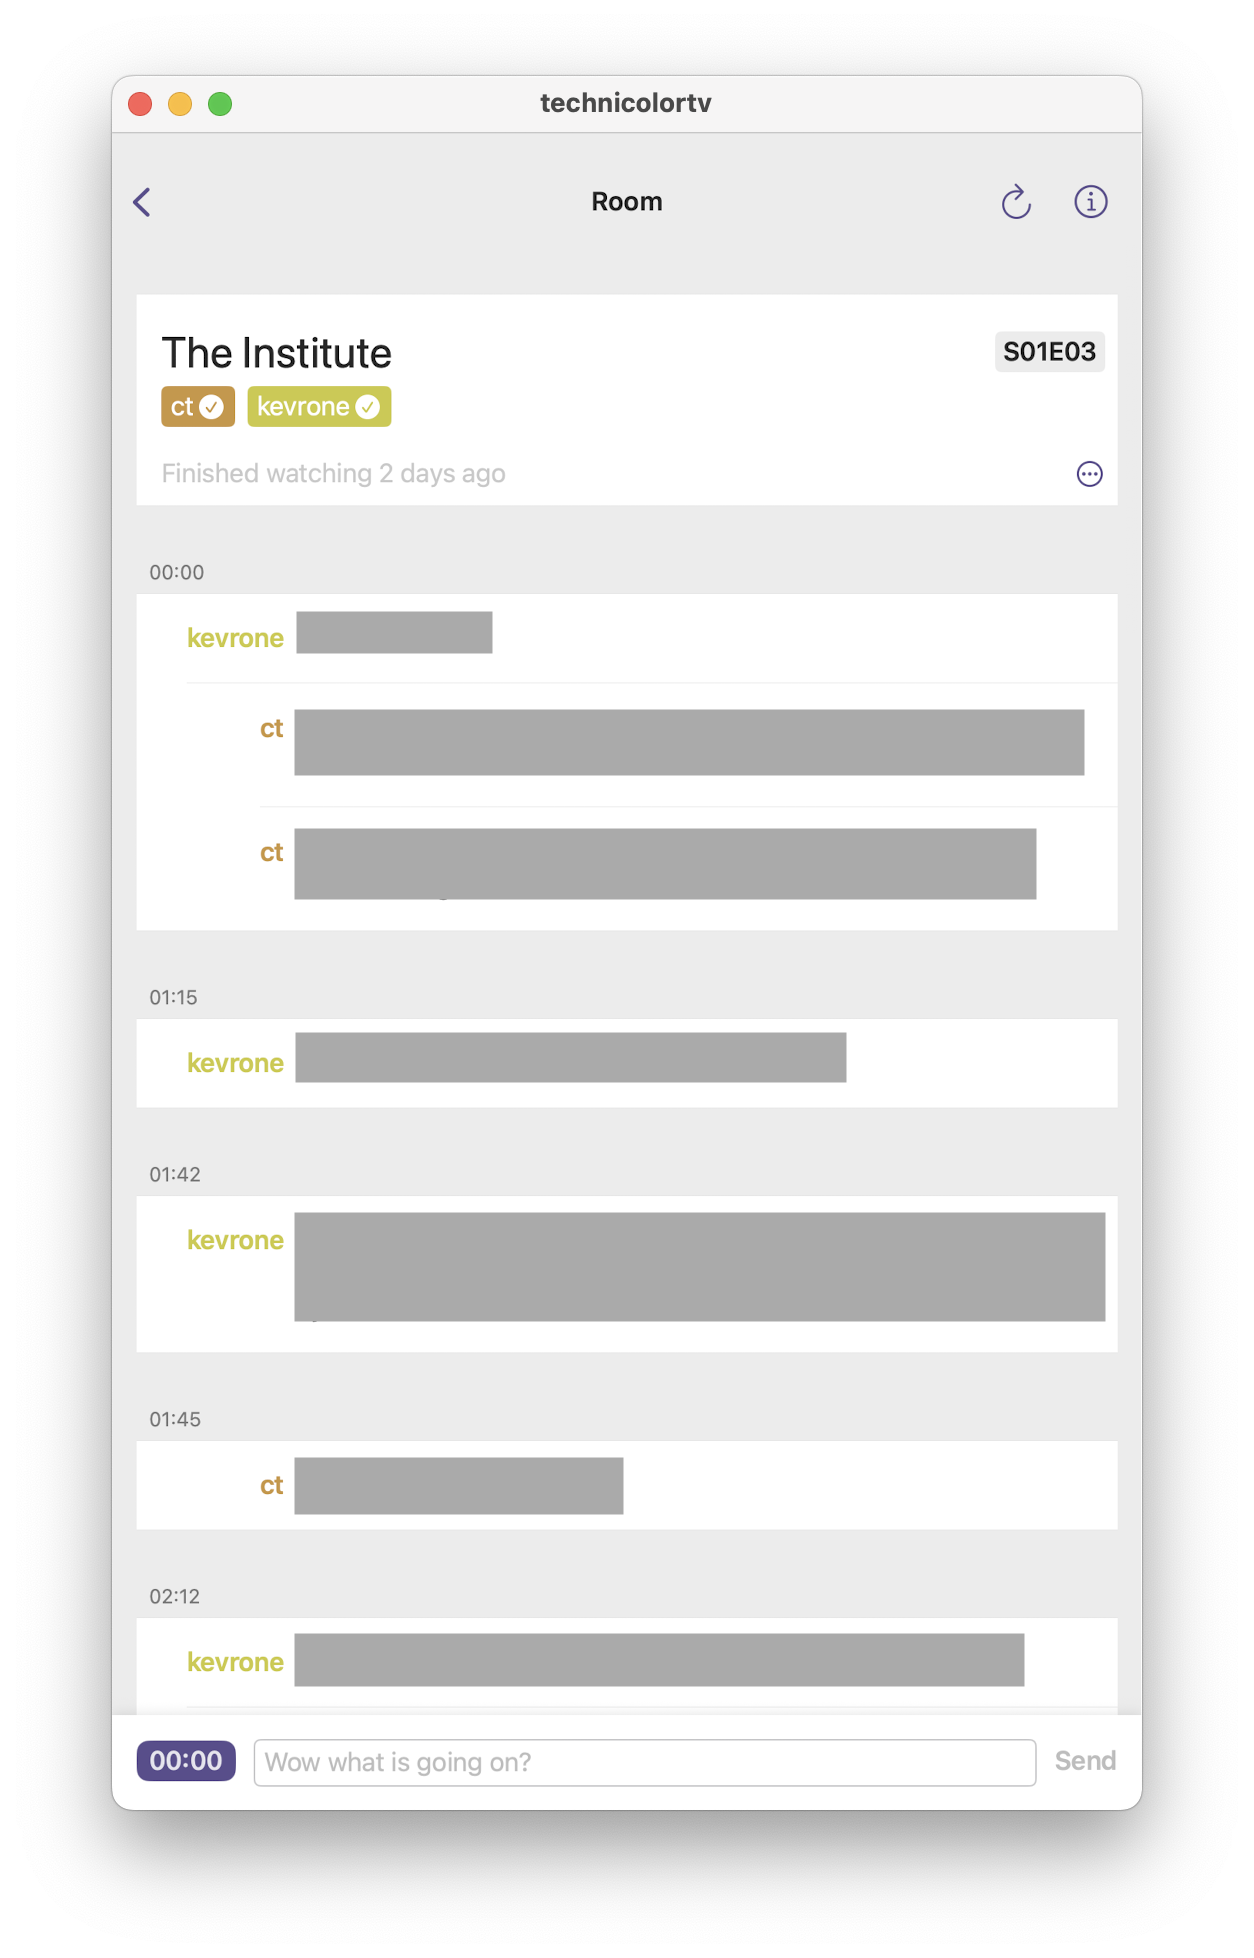 technicolortv
Room
The Institute
S01E03
ct
kevrone
Finished watching 2 days ago
00:00
kevrone
ct
ct
01:15
kevrone
01:42
kevrone
01:45
ct
02:12
kevrone
00:00
Wow what is going on?
Send